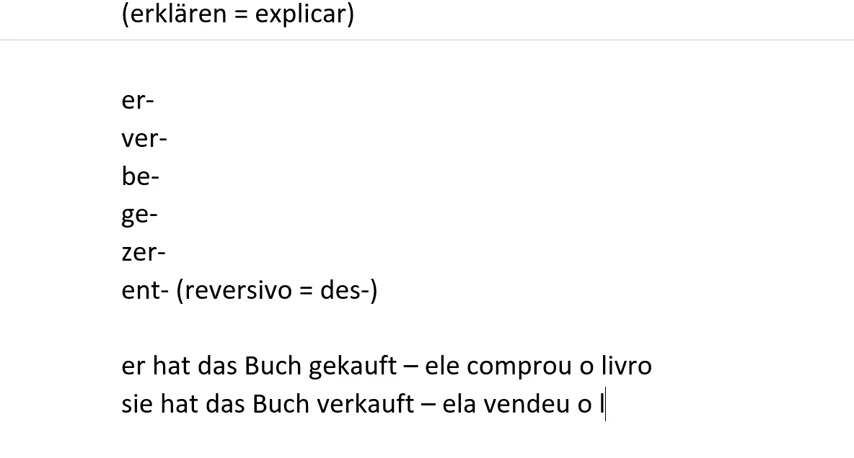 (erklären = explicar)
er-
ver-
be-
ge-
zer-
ent- (reversivo = des-)
er hat das Buch gekauft – ele comprou o livro
sie hat das Buch verkauft – ela vendeu o l